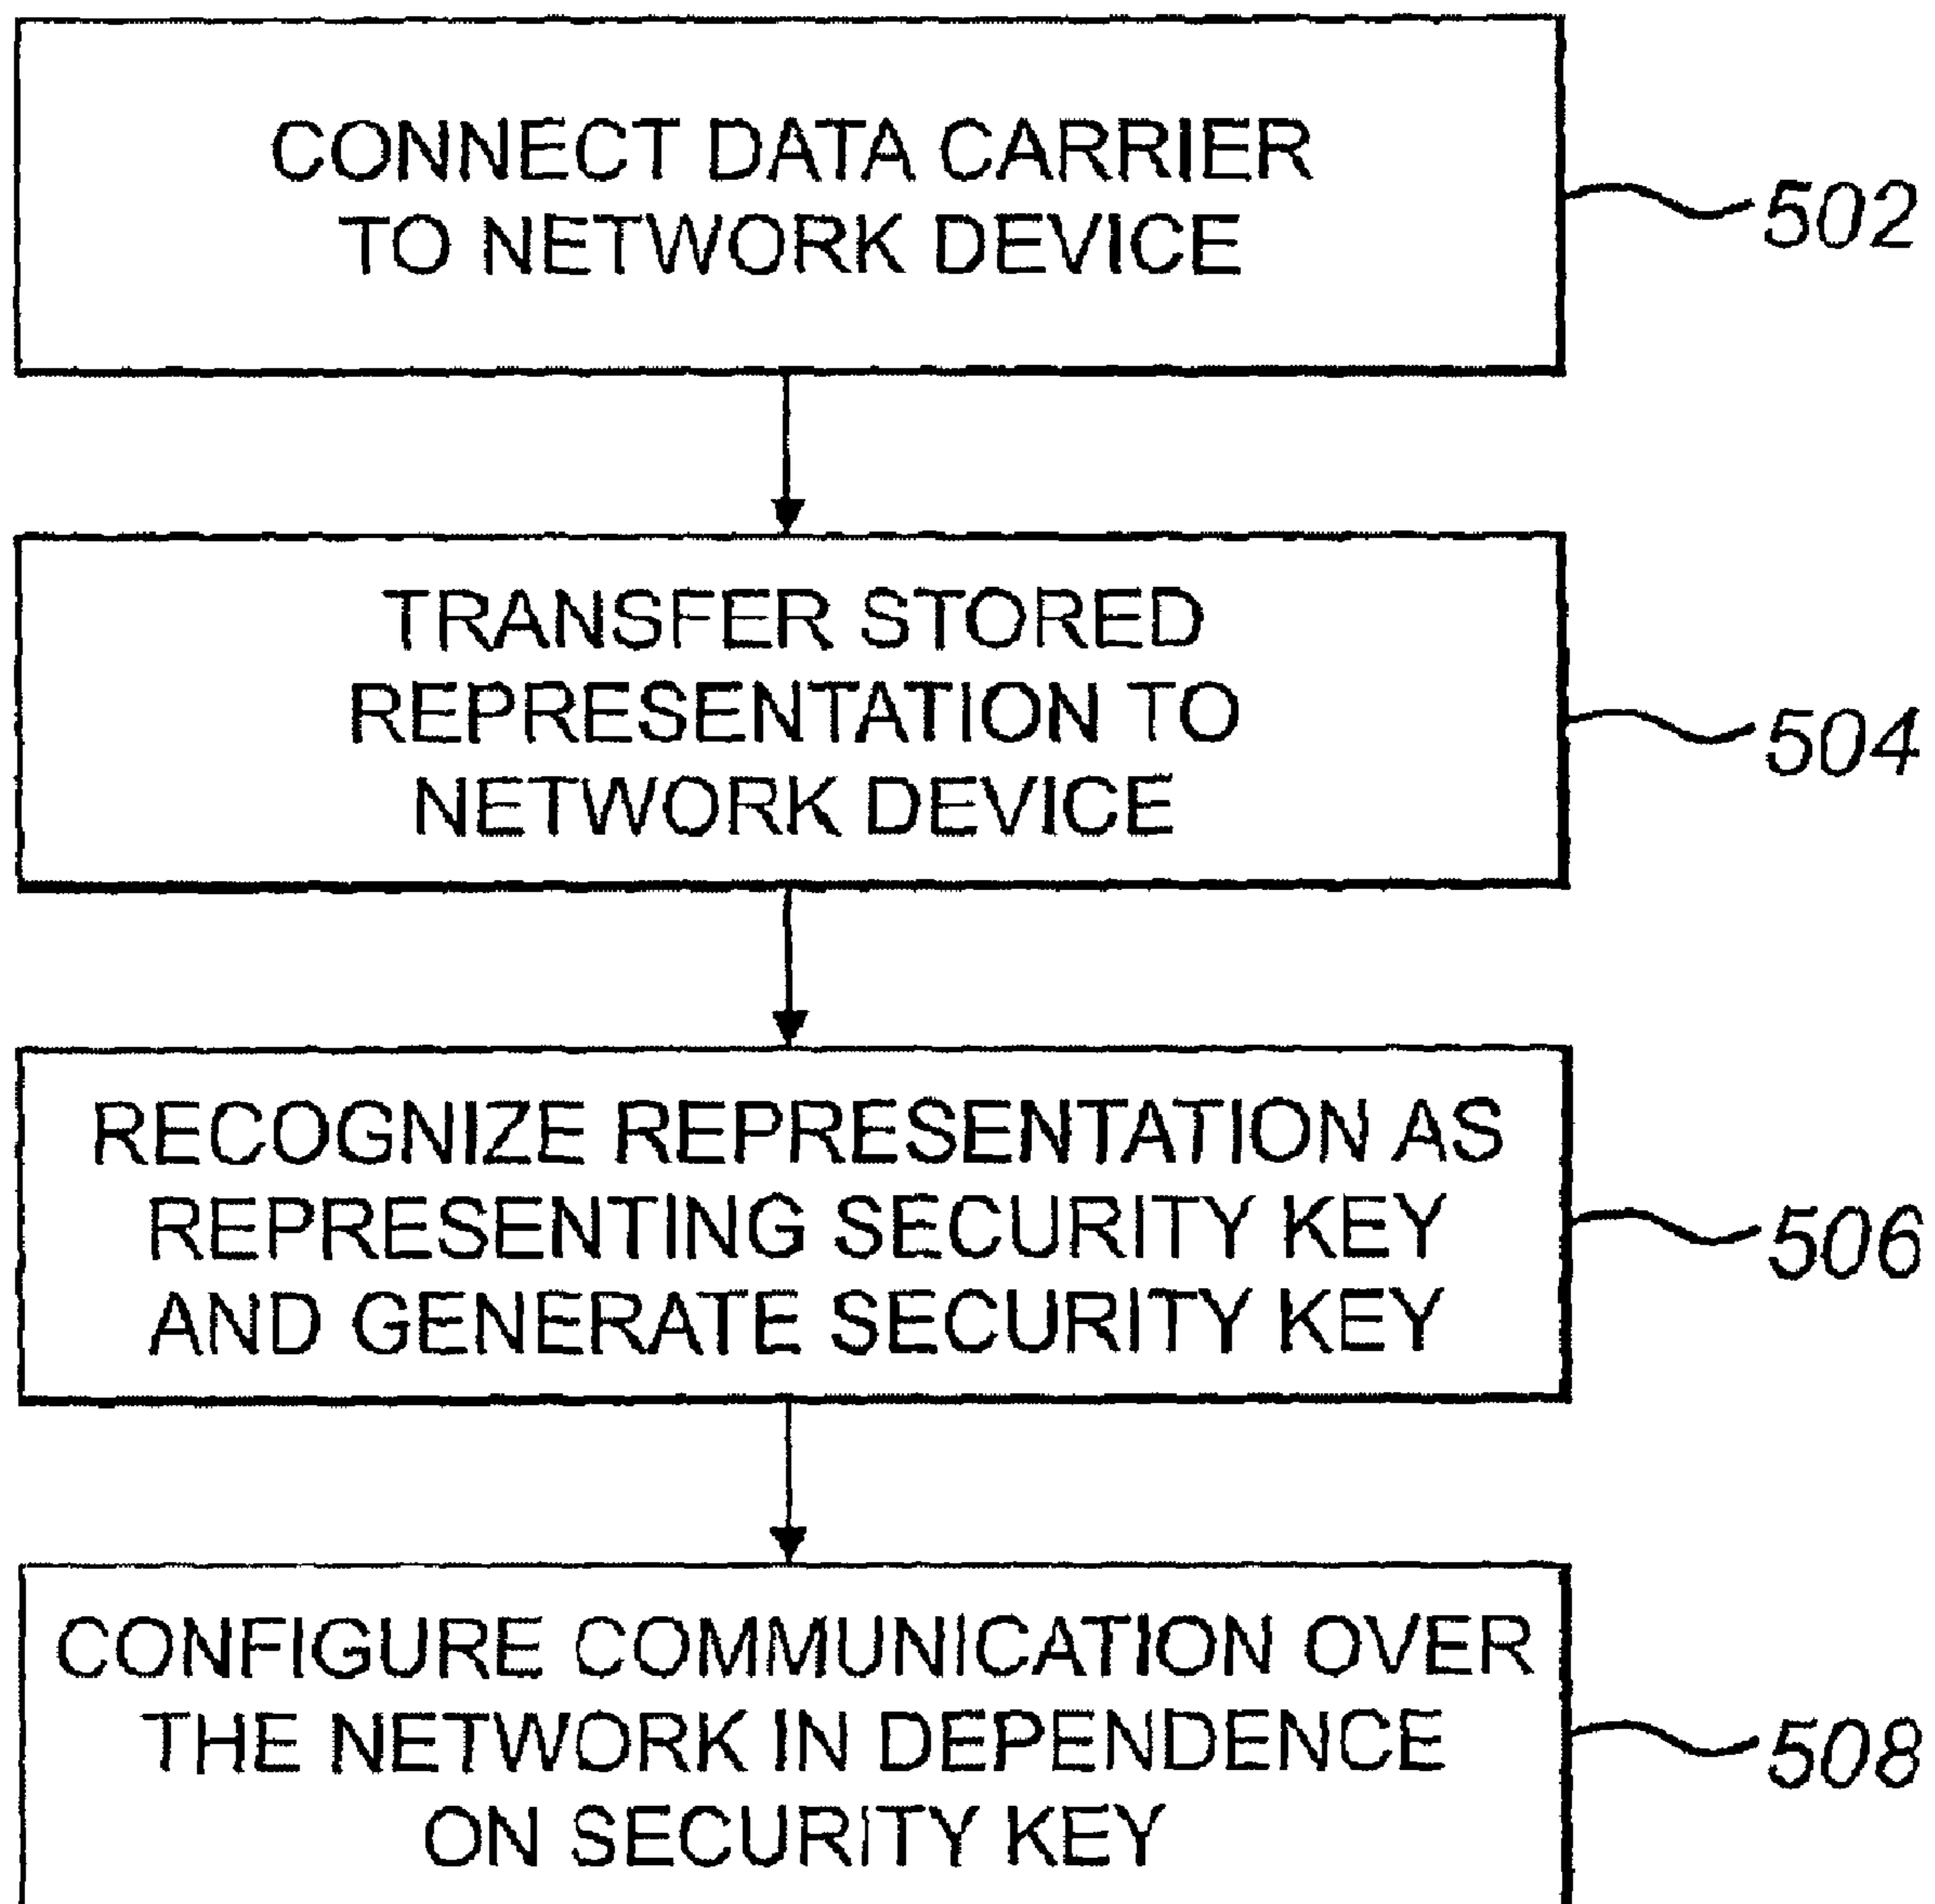 CONNECT DATA CARRIER
TO NETWORK DEVICE
502
TRANSFER STORED
REPRESENTATION TO
NETWORK DEVICE
504
RECOGNIZE REPRESENTATION AS
REPRESENTING SECURITY KEY
AND GENERATE SECURITY KEY
506
CONFIGURE COMMUNICATION OVER
THE NETWORK IN DEPENDENCE
ON SECURITY KEY
508